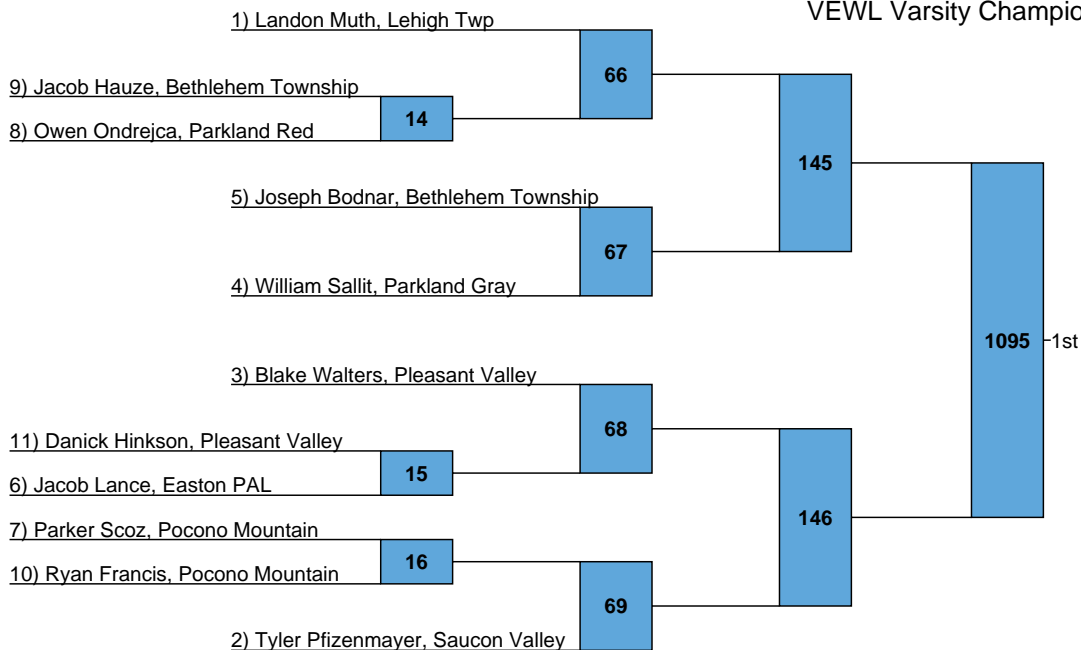 VEWL Varsity Champio
1) Landon Muth, Lehigh Twp
66
9) Jacob Hauze, Bethlehem Township
14
8) Owen Ondrejca, Parkland Red
145
5) Joseph Bodnar, Bethlehem Township
67
4) William Sallit, Parkland Gray
1095
1st
3) Blake Walters, Pleasant Valley
68
11) Danick Hinkson, Pleasant Valley
15
6) Jacob Lance, Easton PAL
146
7) Parker Scoz, Pocono Mountain
16
10) Ryan Francis, Pocono Mountain
69
2) Tyler Pfizenmayer, Saucon Valley